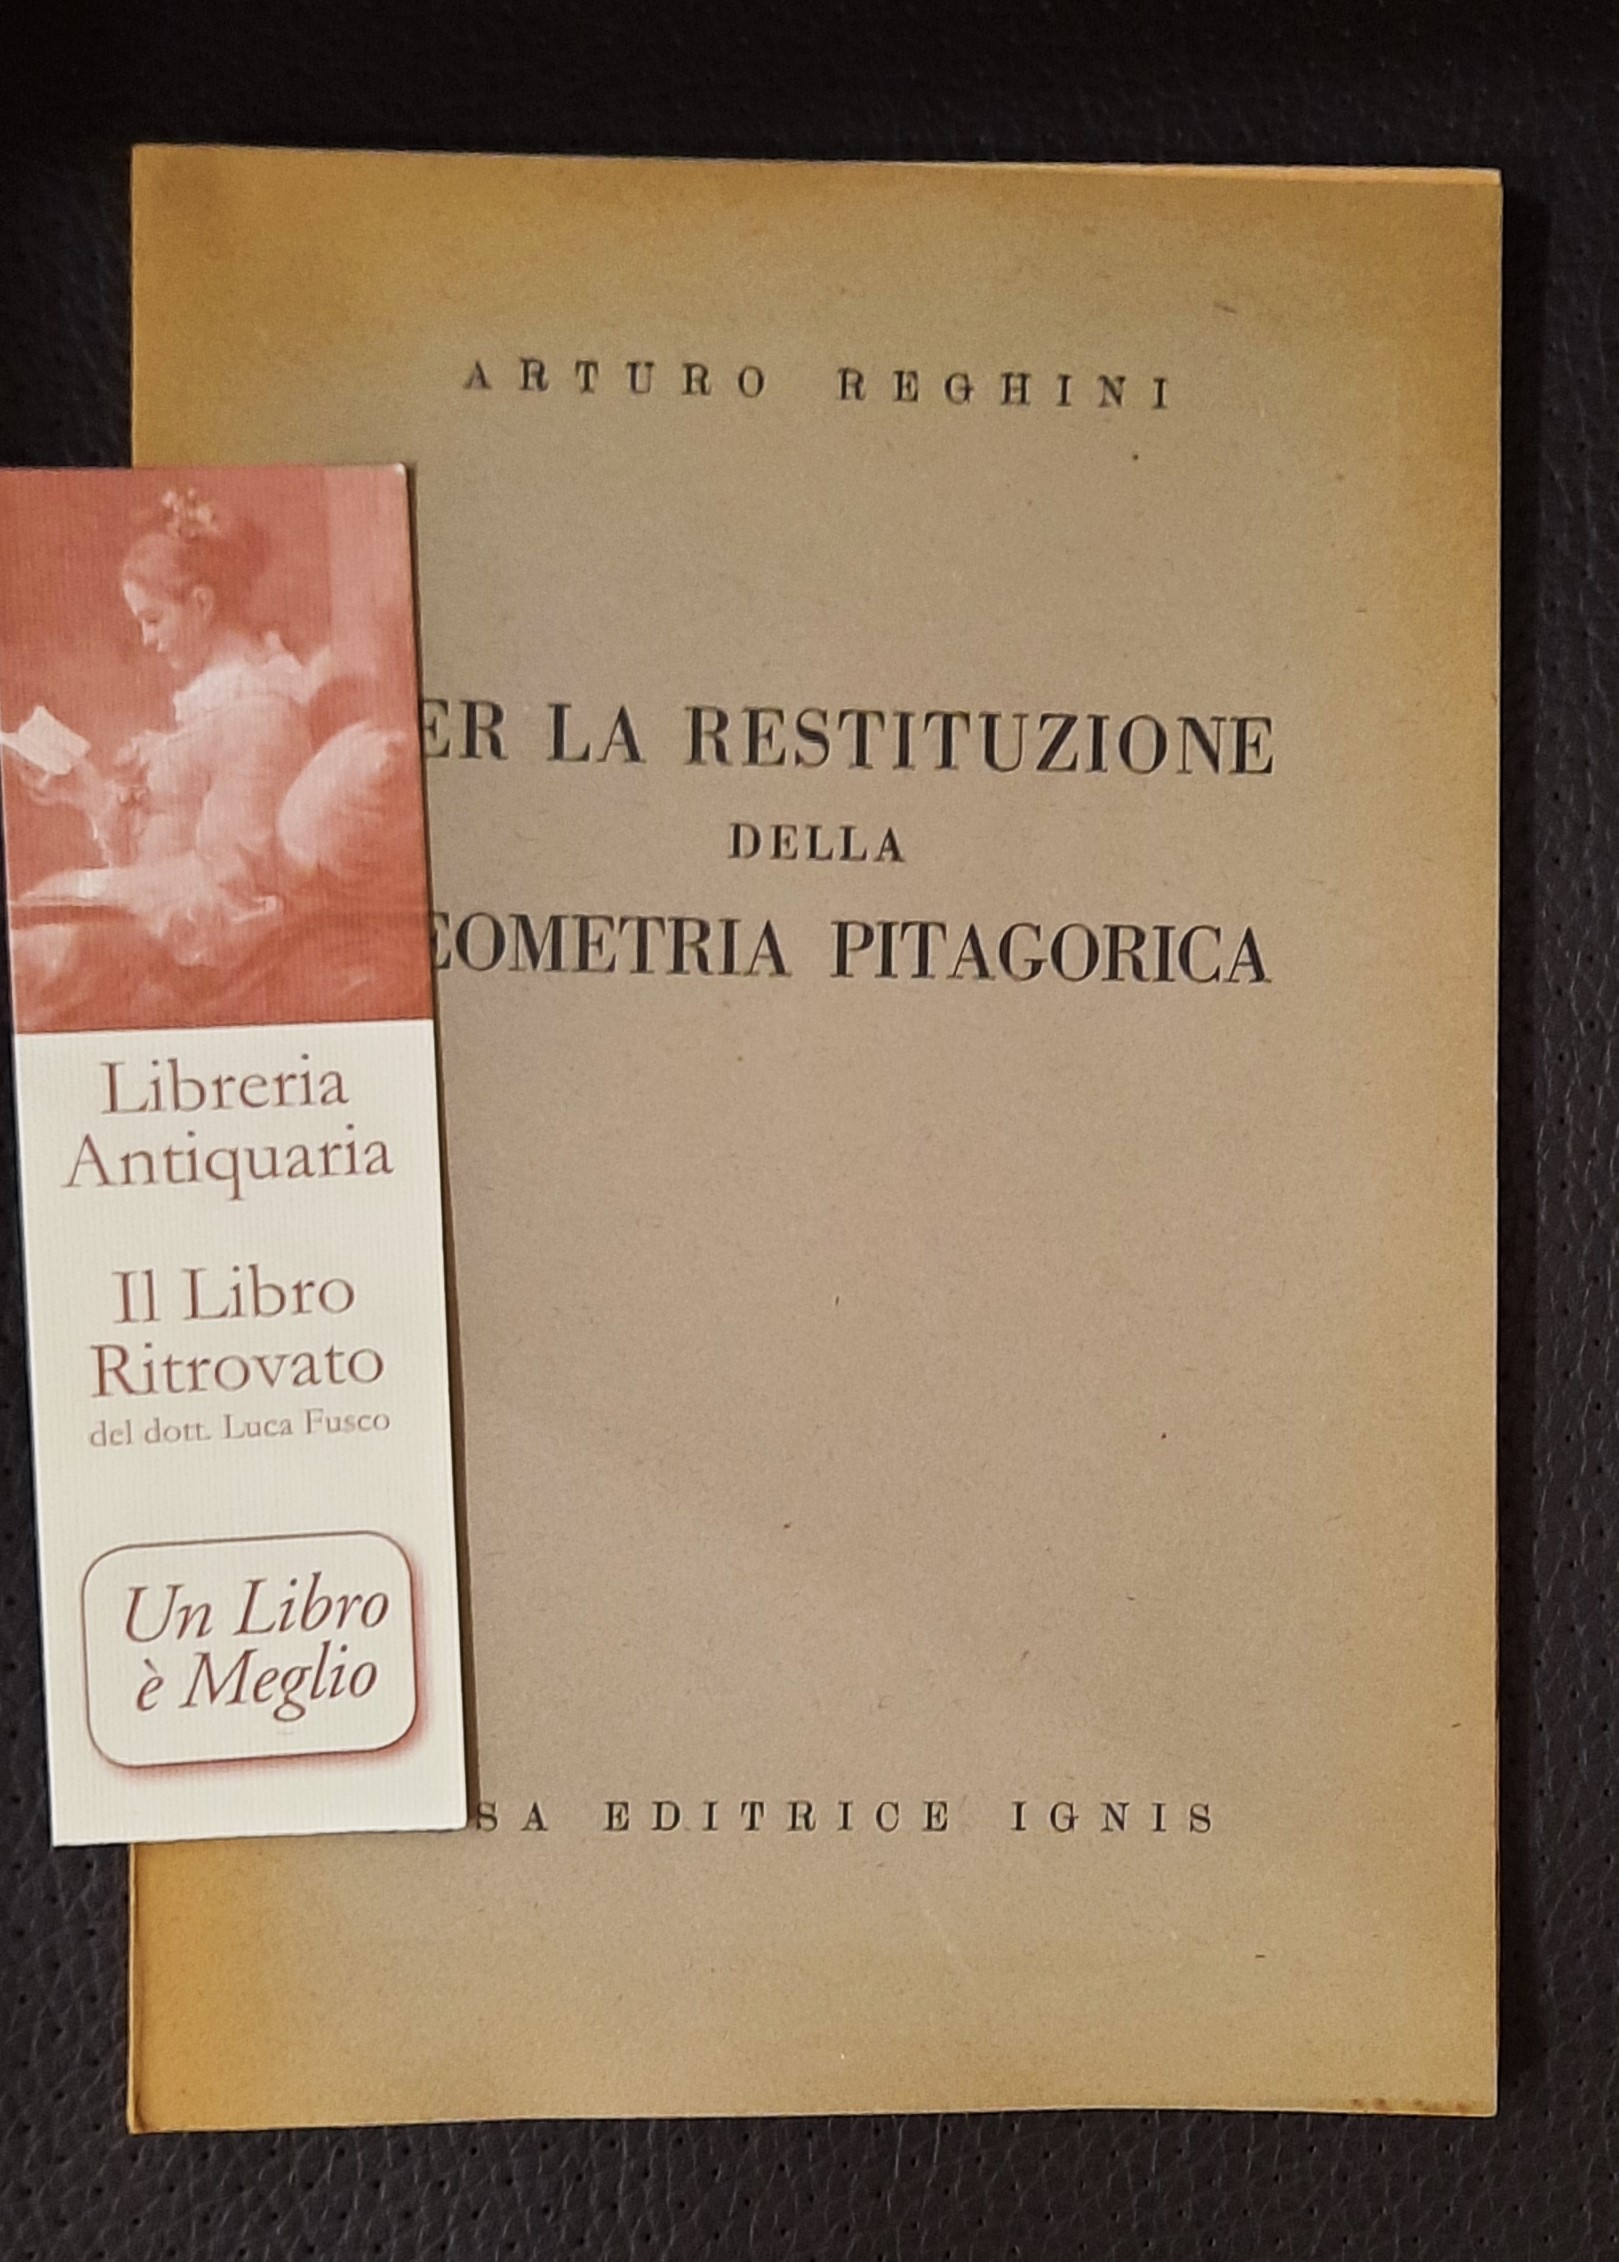 ARTURO REGHINI
ER LA RESTITUZIONE
DELLA
EOMETRIA PITAGORICA
SA EDITRICE IGNIS
Libreria
Antiquaria
Il Libro
Ritrovato
del dott. Luca Fusco
Un Libro
è Meglio